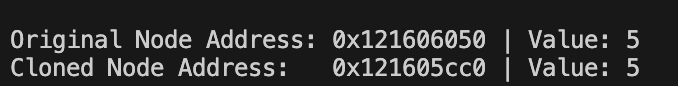 Original Node Address: 0x121606050 | Value: 5
Cloned Node Address:   0x121605cc0 | Value: 5